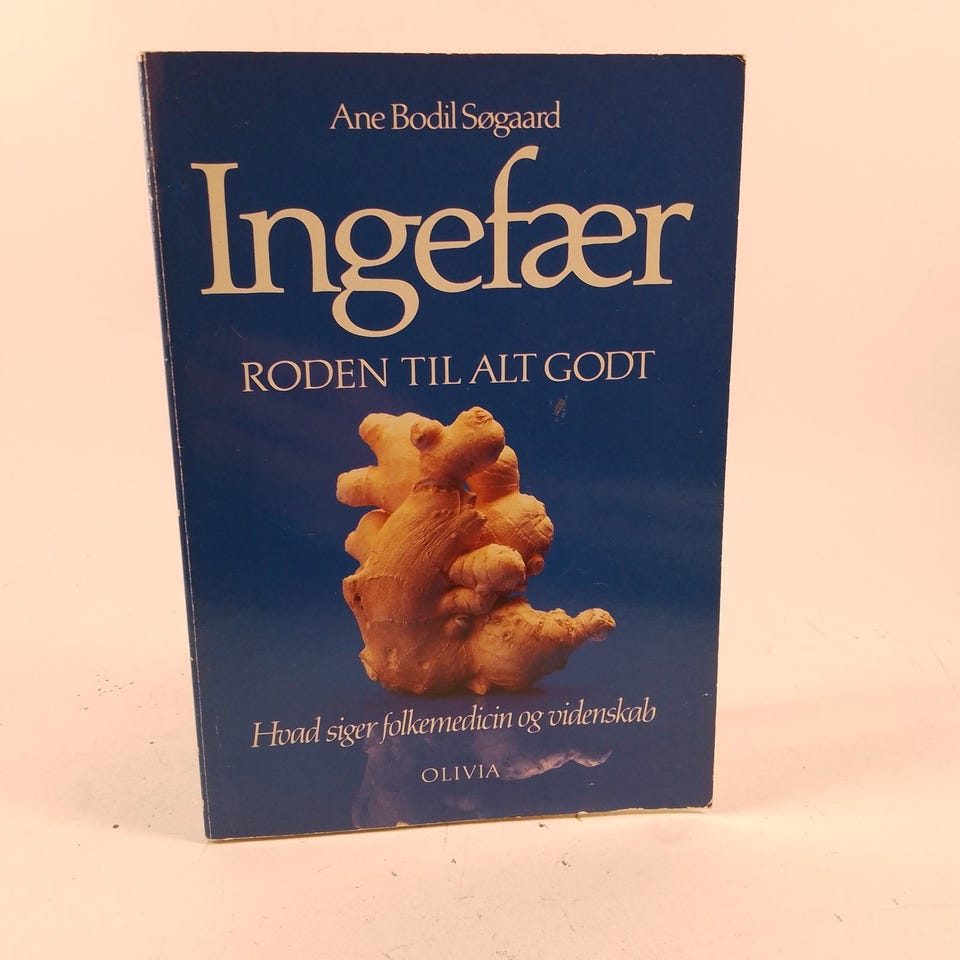 Ane Bodil Søgaard
Ingefær
RODEN TIL ALT GODT
Hvad siger folkemedicin og videnskab
OLIVIA